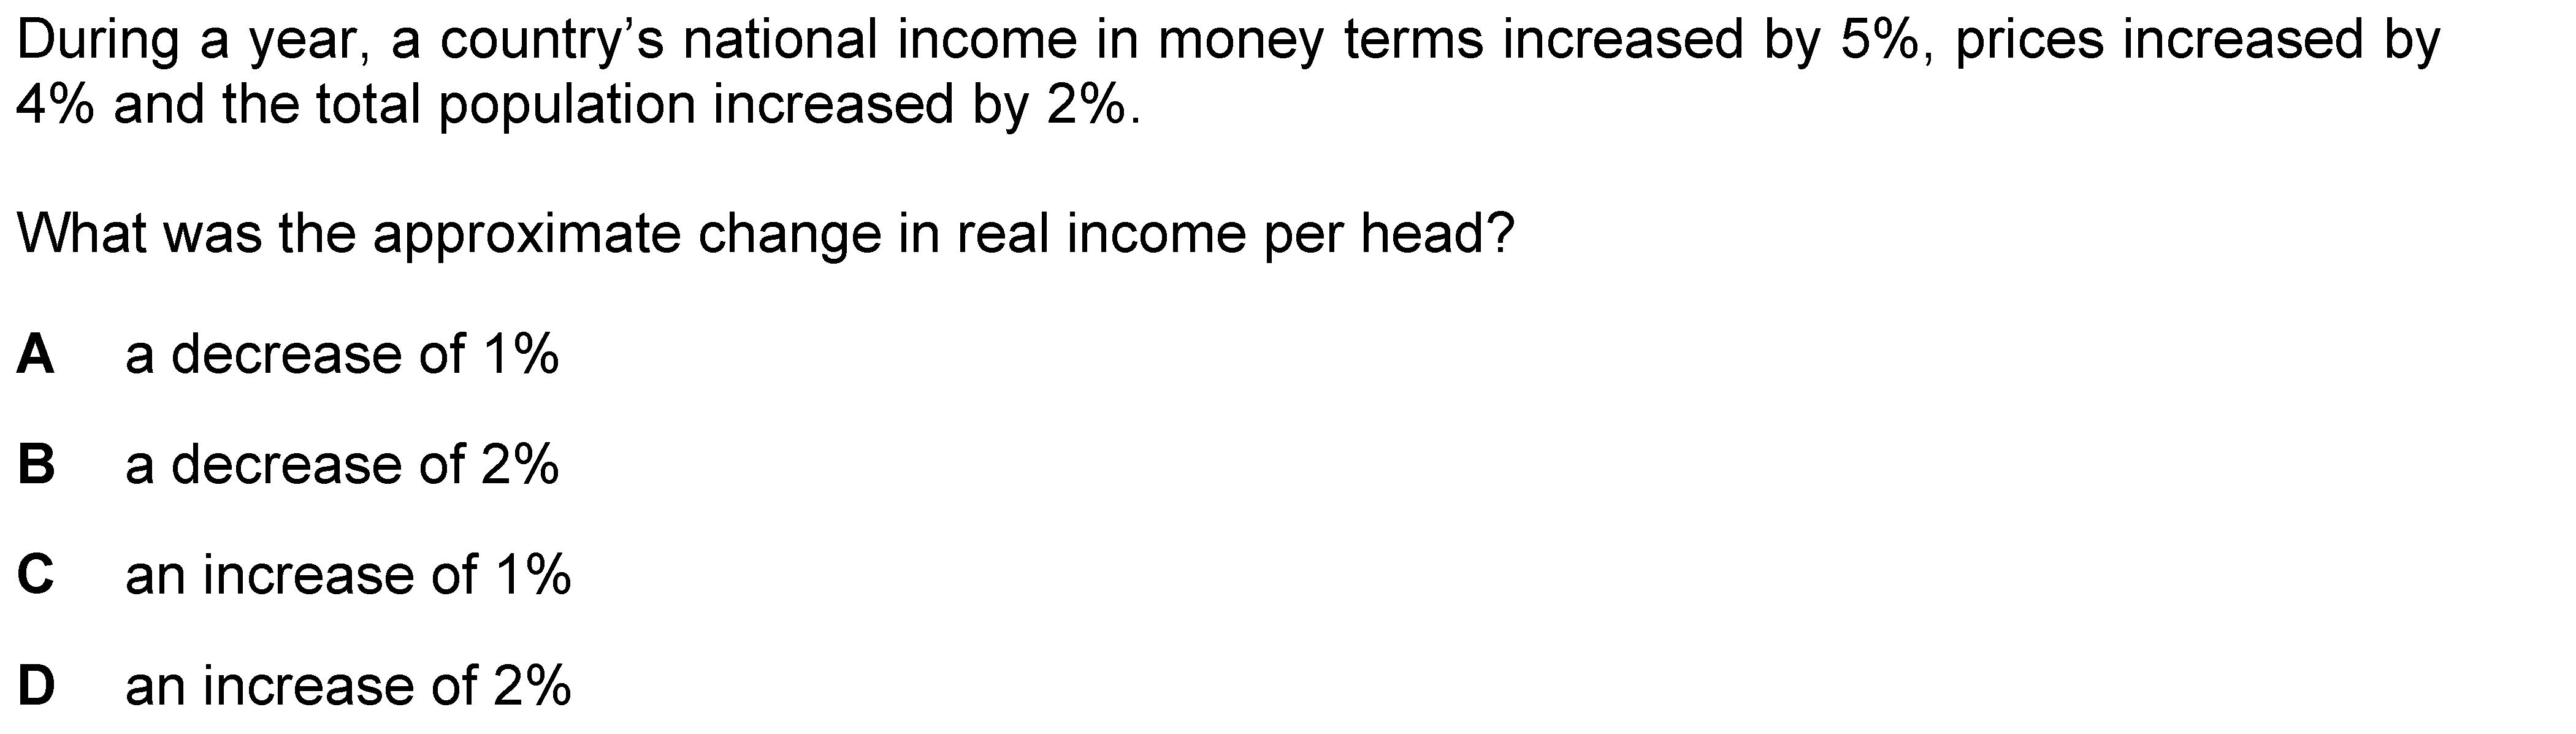 During a year, a country’s national income in money terms increased by 5%, prices increased by
4% and the total population increased by 2%.
What was the approximate change in real income per head?
A a decrease of 1%
B a decrease of 2%
C an increase of 1%
D an increase of 2%